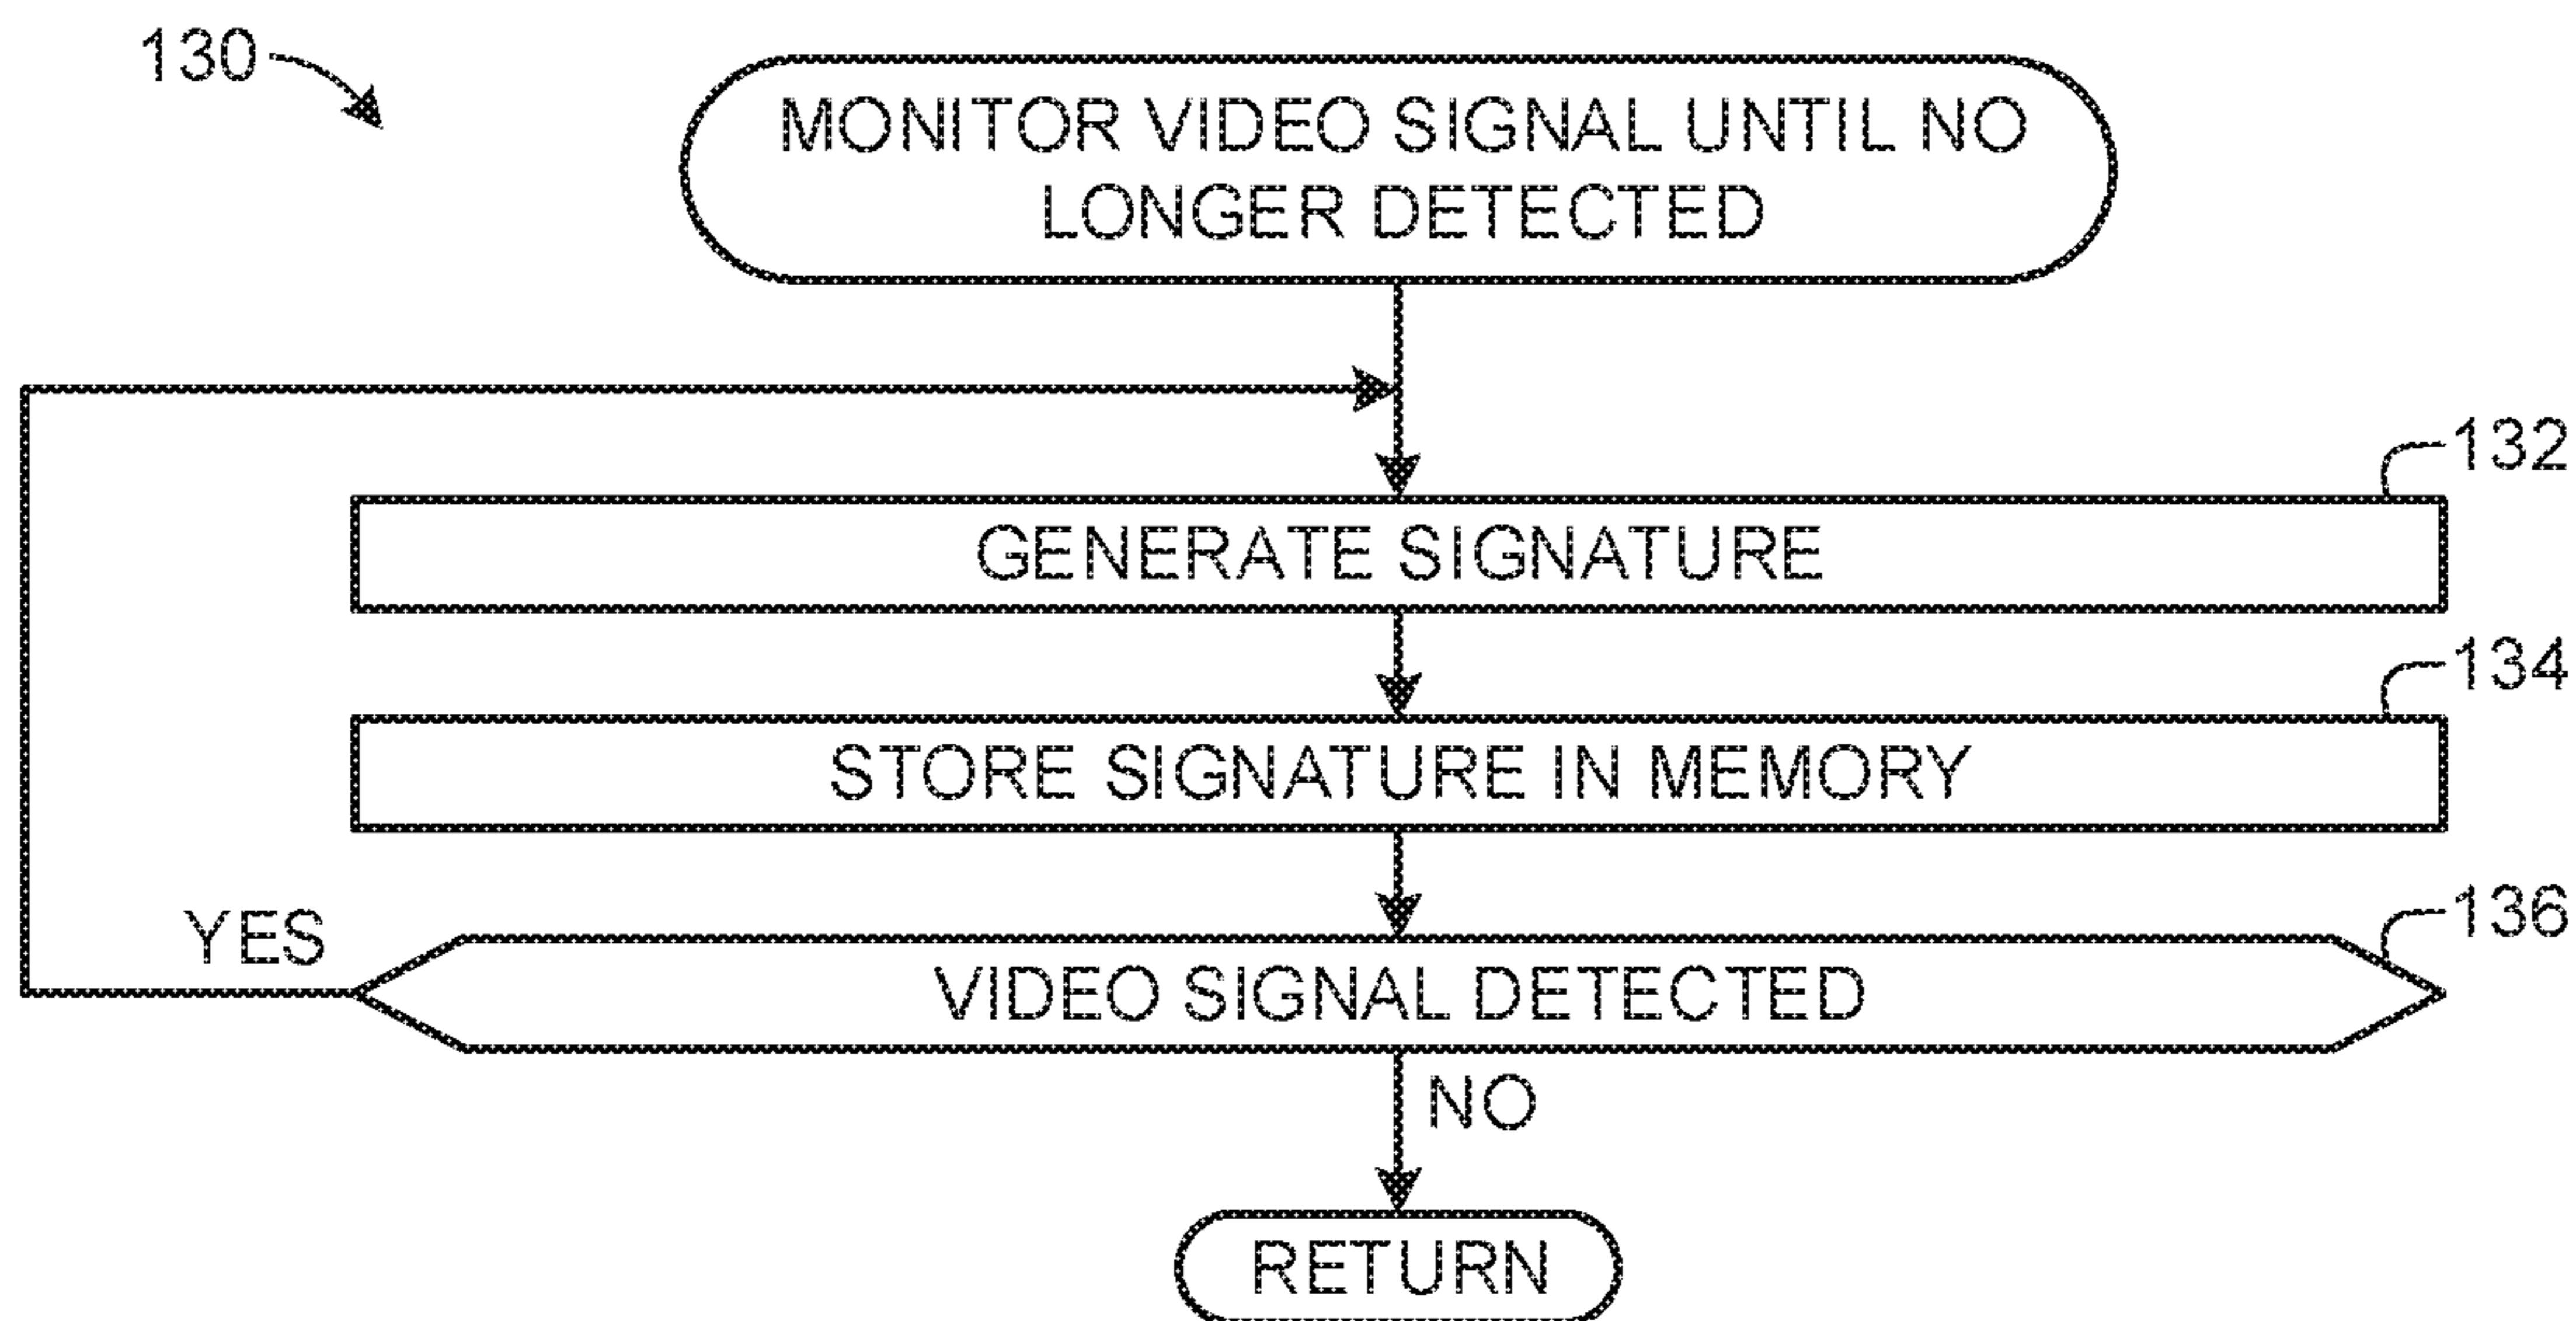 130
MONITOR VIDEO SIGNAL UNTIL NO
LONGER DETECTED
132
GENERATE SIGNATURE
134
STORE SIGNATURE IN MEMORY
136
YES
VIDEO SIGNAL DETECTED
NO
RETURN